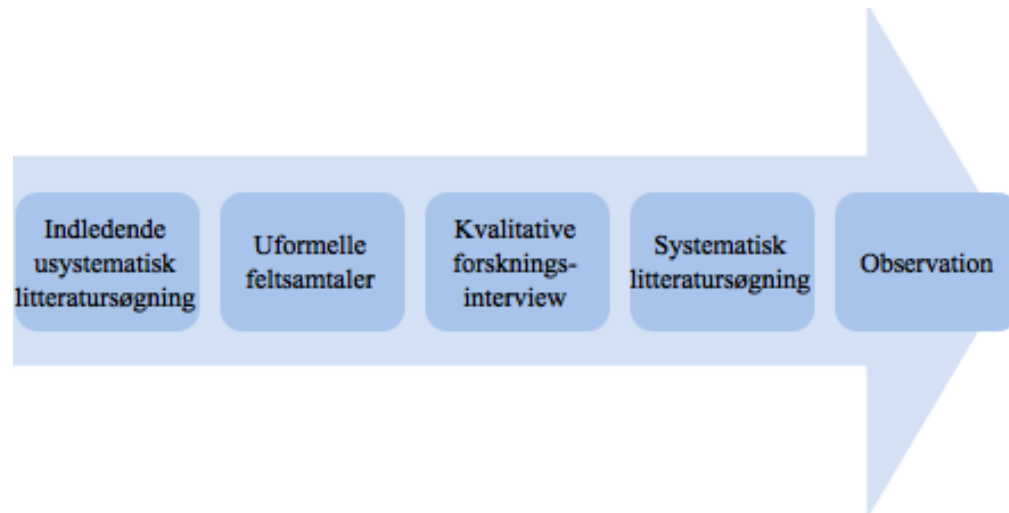 Indledende
usystematisk
litteratursøgning
Uformelle
feltsamtaler
Kvalitative
forsknings-
interview
Systematisk
litteratursøgning
Observation